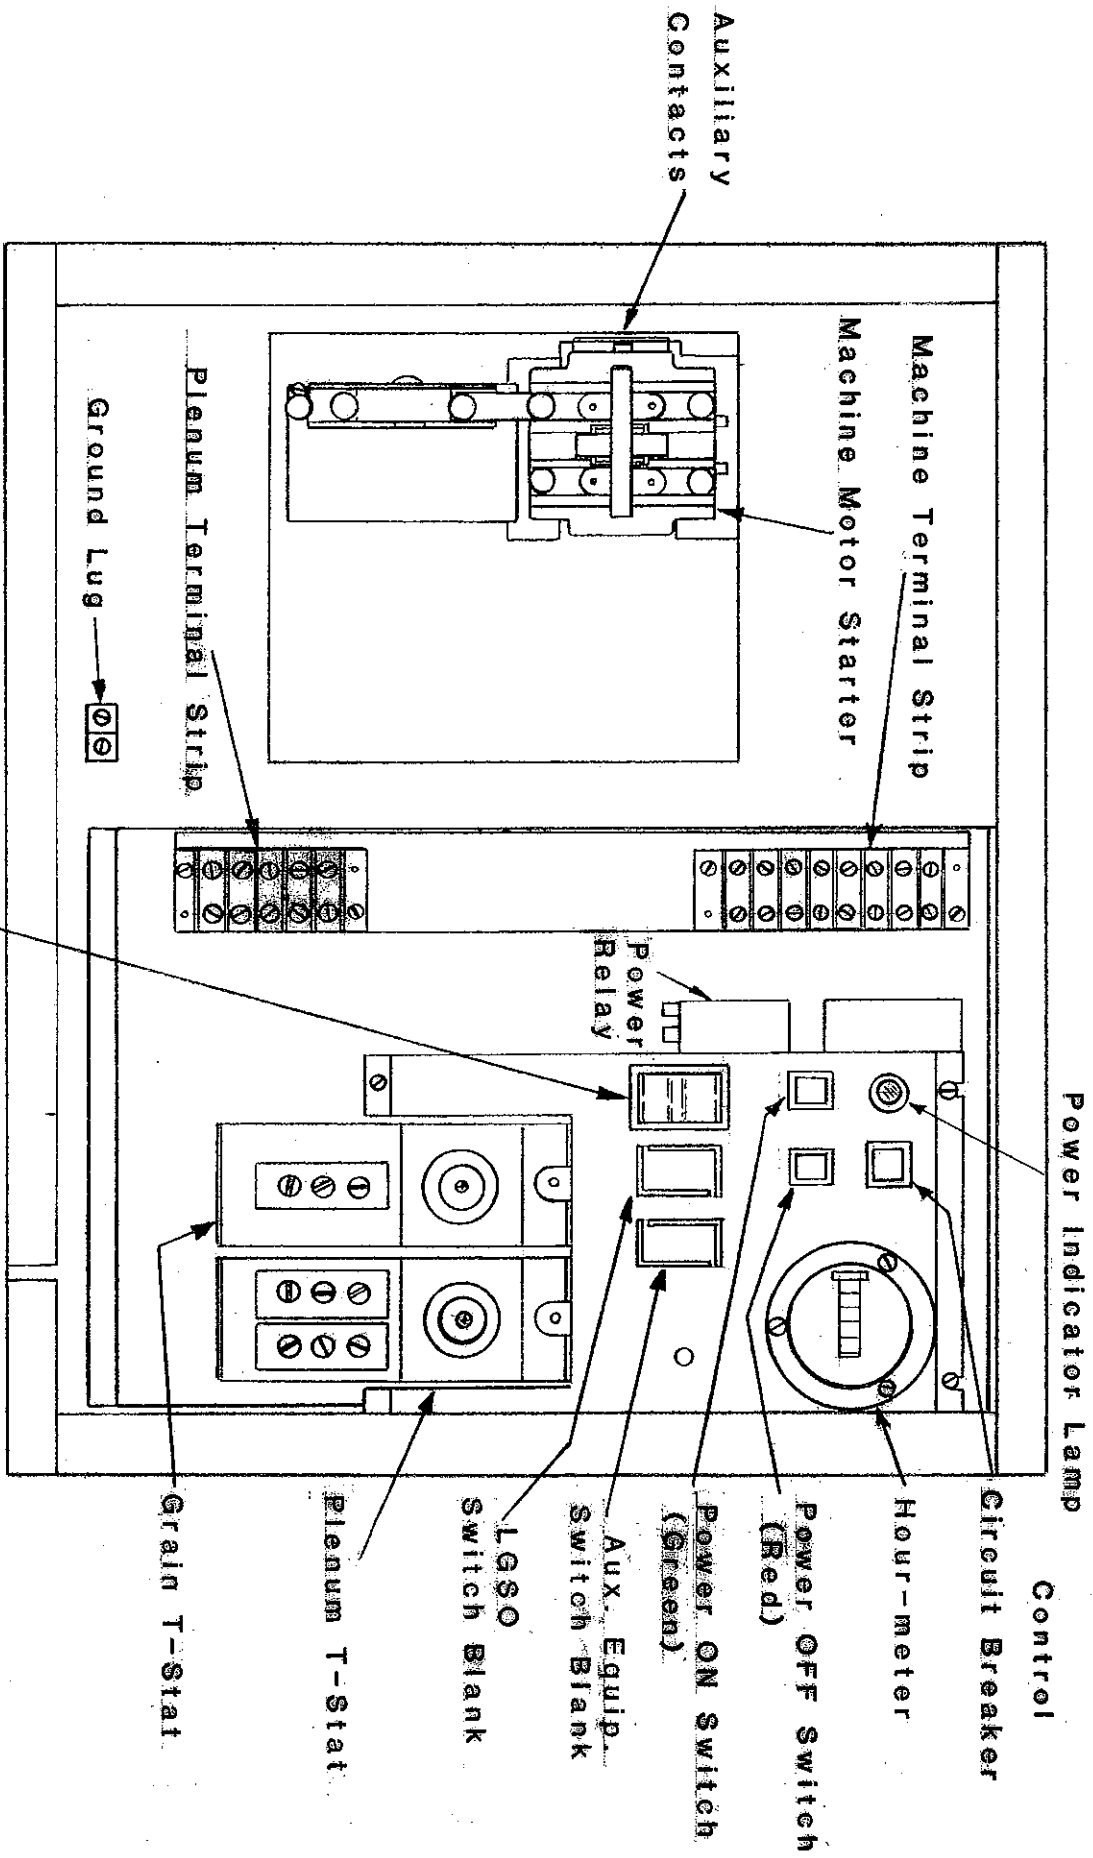 Auxiliary
Contacts
Machine Terminal Strip
Machine Motor Starter
Plenum Terminal Strip
Ground Lug
Power
Relay
Power Indicator Lamp
Control
Circuit Breaker
Hour-meter
Power OFF Switch
(Red)
Power ON Switch
(Green)
Aux. Equip.
Switch Blank
LGSO
Switch Blank
Plenum T-Stat
Grain T-Stat